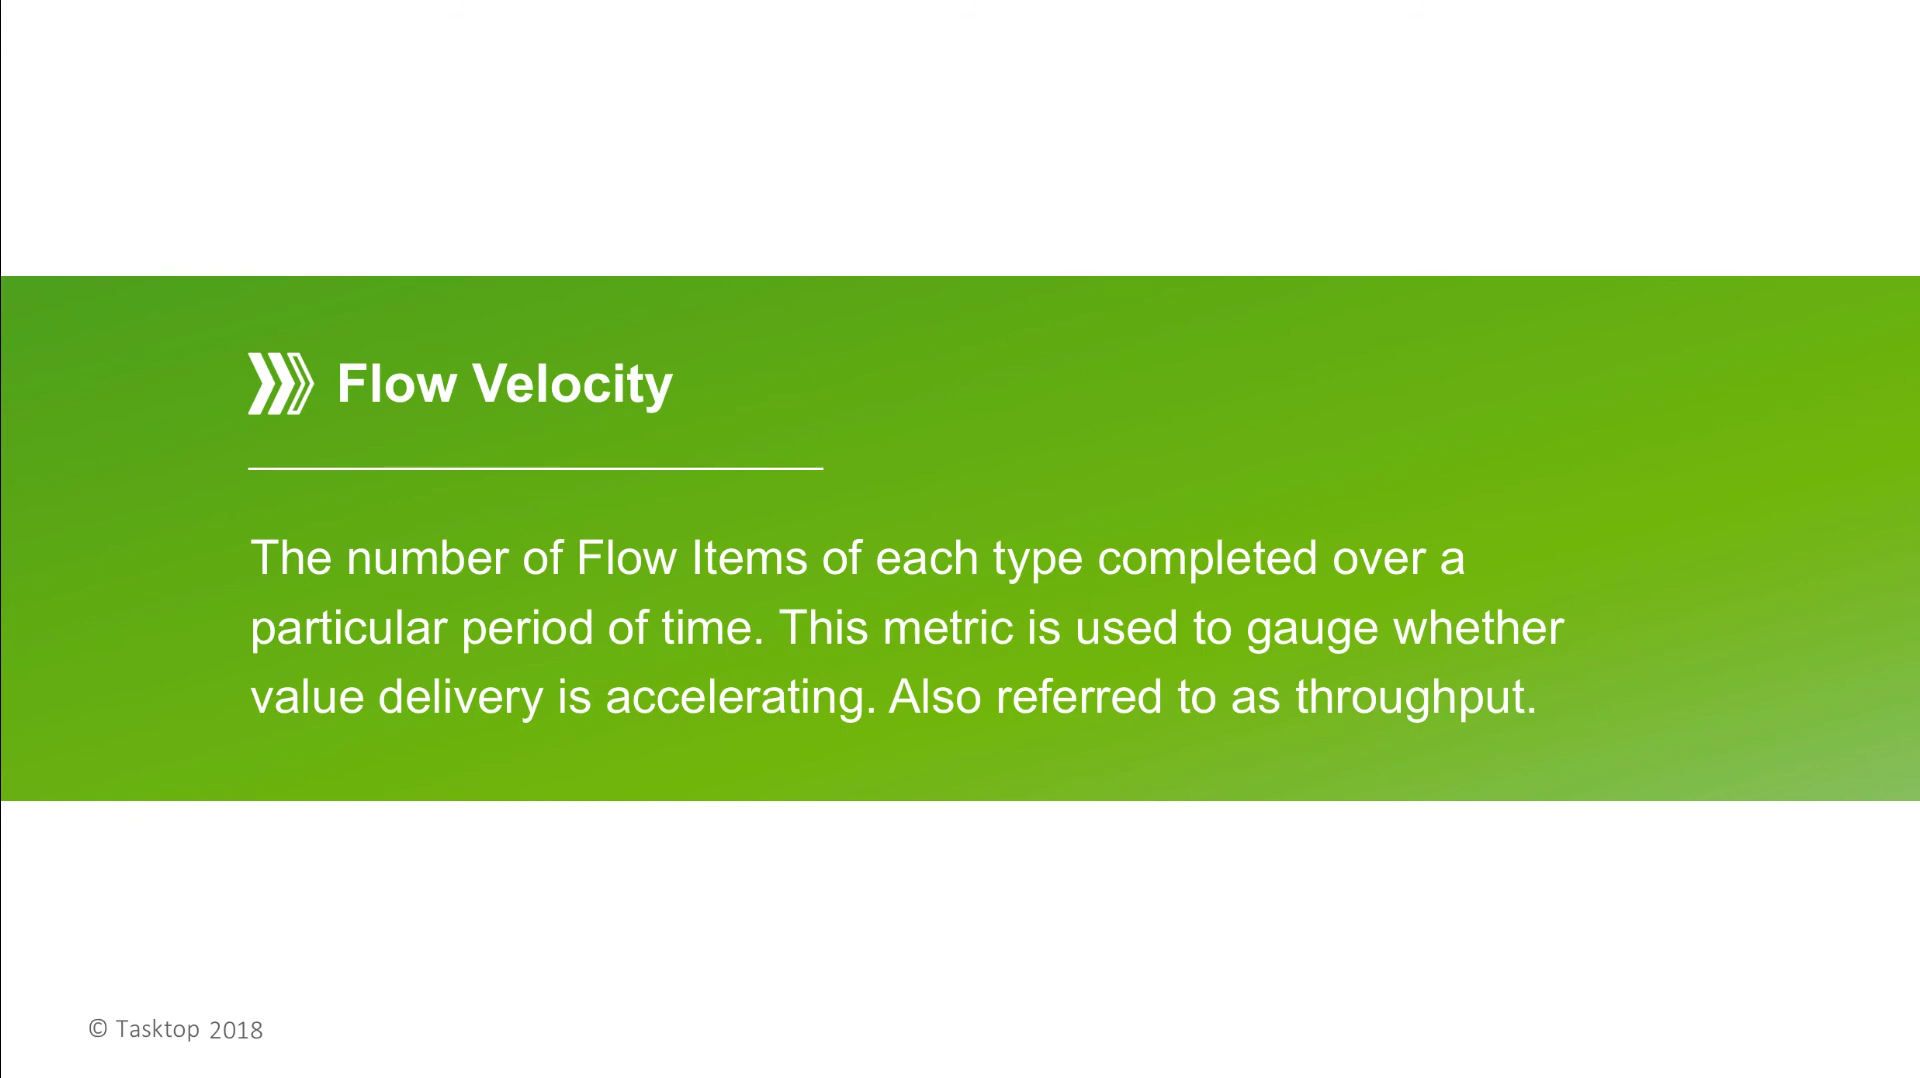 Flow Velocity
The number of Flow Items of each type completed over a
particular period of time. This metric is used to gauge whether
value delivery is accelerating. Also referred to as throughput.
© Tasktop 2018